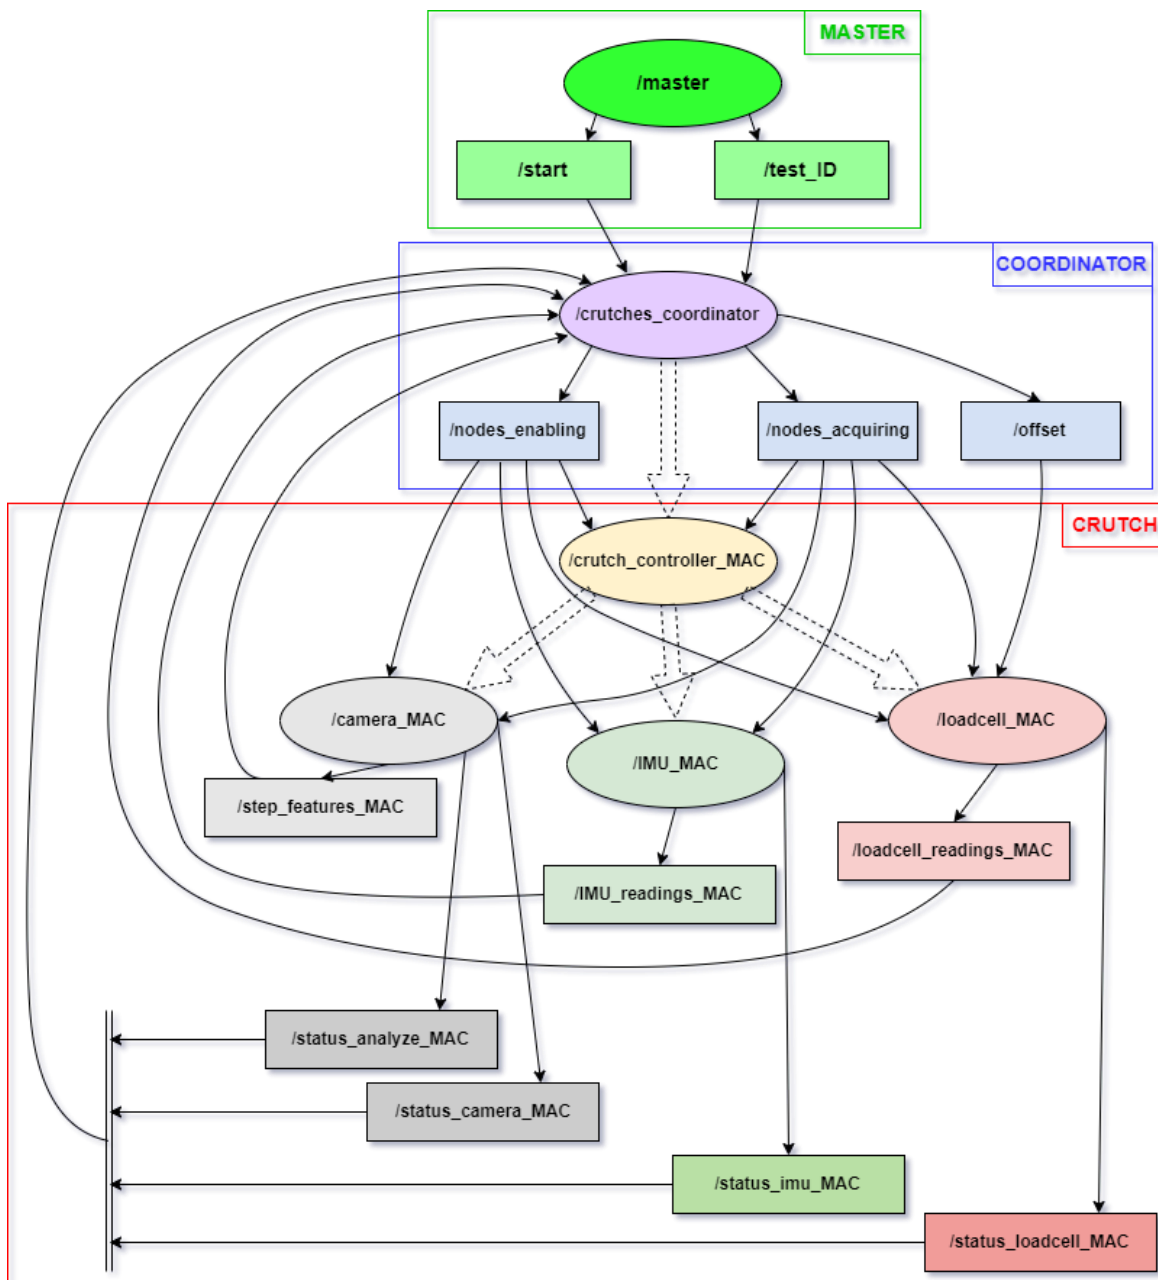 MASTER
/master
/start
/test_ID
COORDINATOR
/crutches_coordinator
/nodes_enabling
/nodes_acquiring
/offset
CRUTCH
/crutch_controller_MAC
/camera_MAC
/loadcell_MAC
/IMU_MAC
/step_features_MAC
/loadcell_readings_MAC
/IMU_readings_MAC
/status_analyze_MAC
/status_camera_MAC
/status_imu_MAC
/status_loadcell_MAC